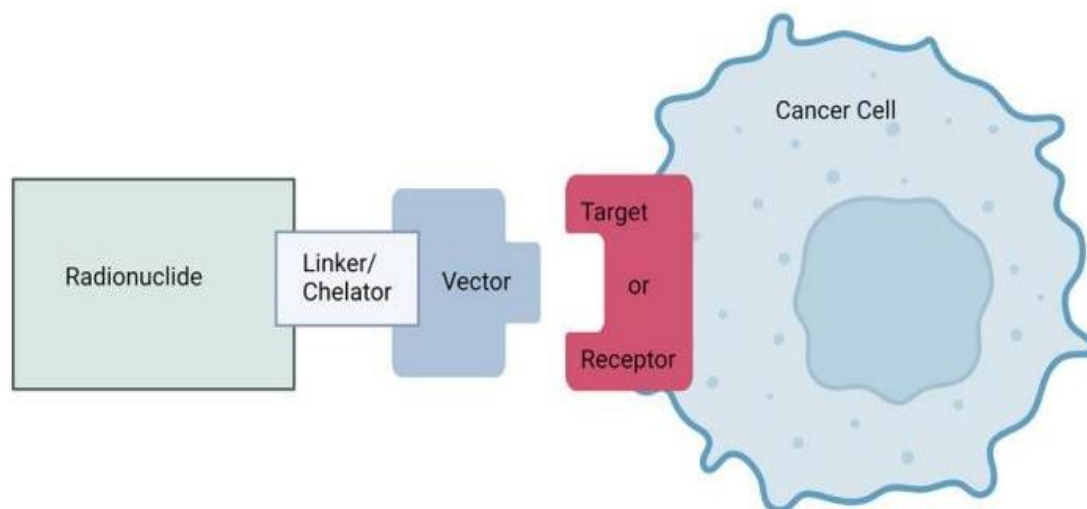 Cancer Cell
Radionuclide
Linker/
Chelator
Vector
Target
or
Receptor